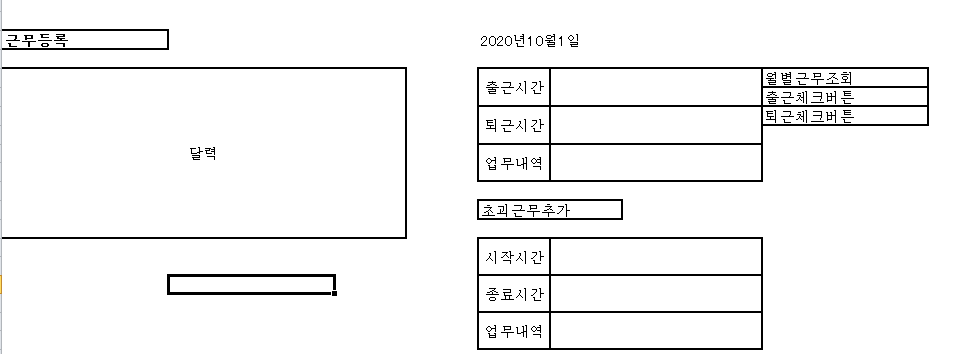 근무등록
2020년10월1일
달력
출근시간
퇴근시간
업무내역
월별근무조회
출근체크버튼
퇴근체크버튼
초괴근무추가
시작시간
종료시간
업무내역